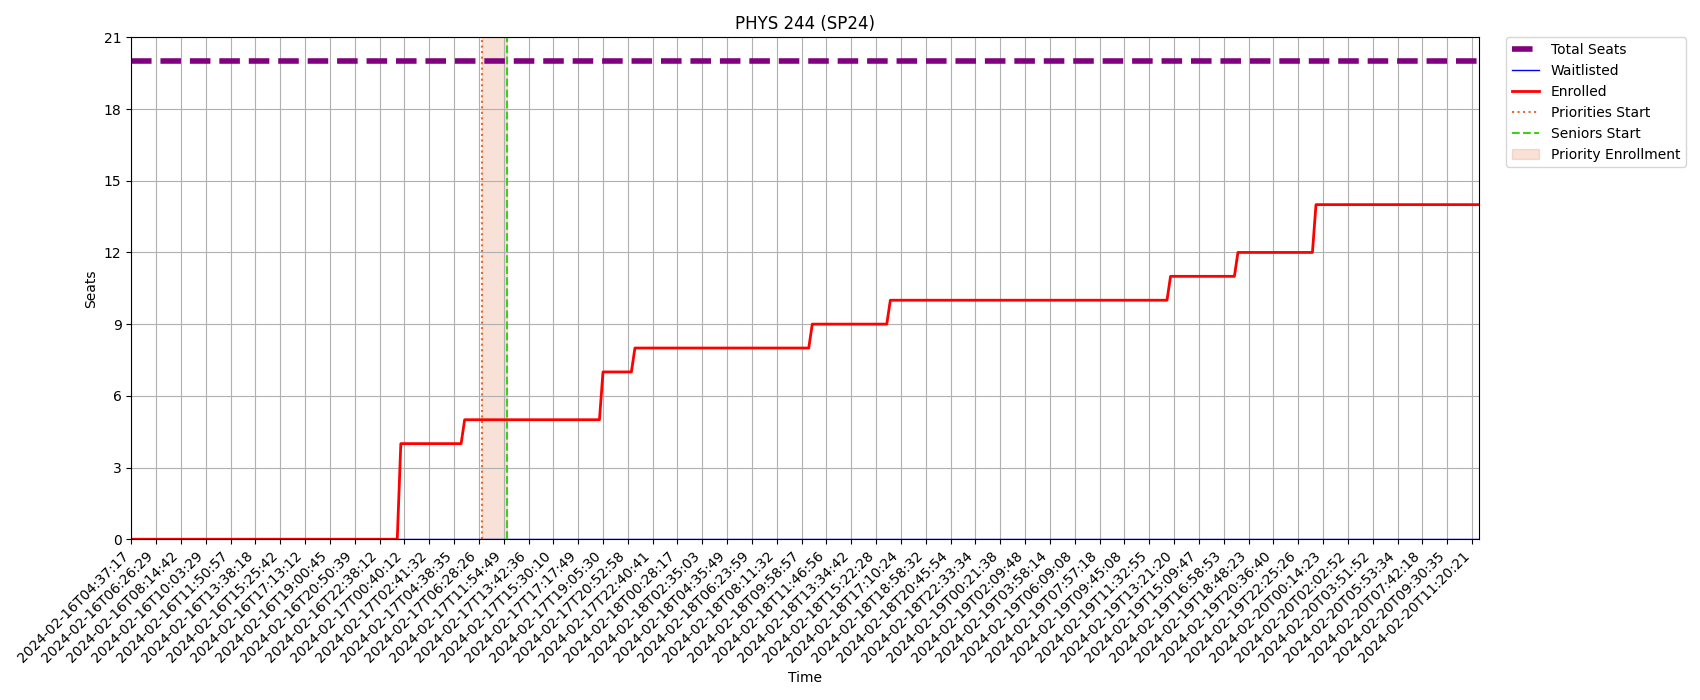 PHYS 244 (SP24)
Total Seats
Waitlisted
Enrolled
Priorities Start
Seniors Start
Priority Enrollment
Seats
21
18
15
12
9
6
3
0
2024-02-16T04:37:17
2024-02-16T06:26:29
2024-02-16T08:14:42
2024-02-16T10:03:29
2024-02-16T11:50:57
2024-02-16T13:38:18
2024-02-16T15:25:42
2024-02-16T17:13:12
2024-02-16T19:00:45
2024-02-16T20:50:39
2024-02-16T22:38:12
2024-02-17T00:40:12
2024-02-17T02:41:32
2024-02-17T04:38:35
2024-02-17T06:28:26
2024-02-17T11:54:49
2024-02-17T13:42:36
2024-02-17T15:30:10
2024-02-17T17:17:49
2024-02-17T19:05:30
2024-02-17T20:52:58
2024-02-17T22:40:41
2024-02-18T00:28:17
2024-02-18T02:35:03
2024-02-18T04:35:49
2024-02-18T06:23:59
2024-02-18T08:11:32
2024-02-18T09:58:57
2024-02-18T11:46:56
2024-02-18T13:34:42
2024-02-18T15:22:28
2024-02-18T17:10:24
2024-02-18T18:58:32
2024-02-18T20:45:54
2024-02-18T22:33:34
2024-02-19T00:21:38
2024-02-19T02:09:48
2024-02-19T03:58:14
2024-02-19T06:09:08
2024-02-19T07:57:18
2024-02-19T09:45:08
2024-02-19T11:32:55
2024-02-19T13:21:20
2024-02-19T15:09:47
2024-02-19T16:58:53
2024-02-19T18:48:23
2024-02-19T20:36:40
2024-02-19T22:25:26
2024-02-20T00:14:23
2024-02-20T02:02:52
2024-02-20T03:51:52
2024-02-20T05:53:34
2024-02-20T07:42:18
2024-02-20T09:30:35
2024-02-20T11:20:21
Time